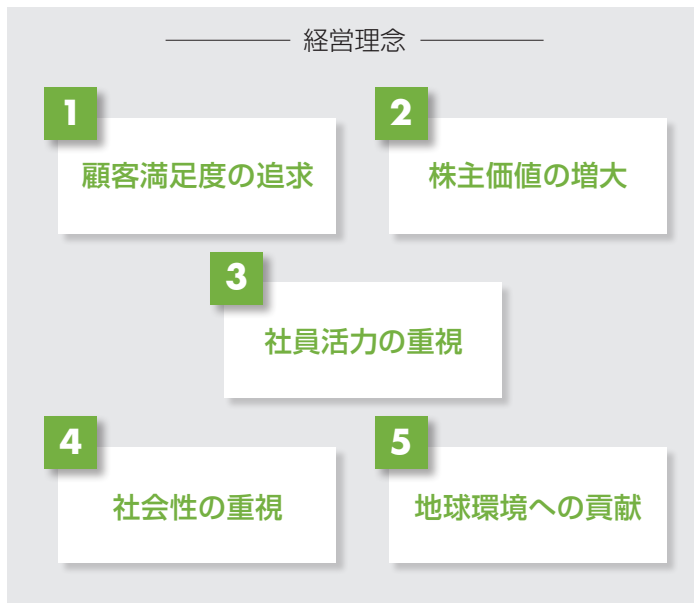 経営理念
1
顧客満足度の追求
2
株主価値の増大
3
社員活力の重視
4
社会性の重視
5
地球環境への貢献